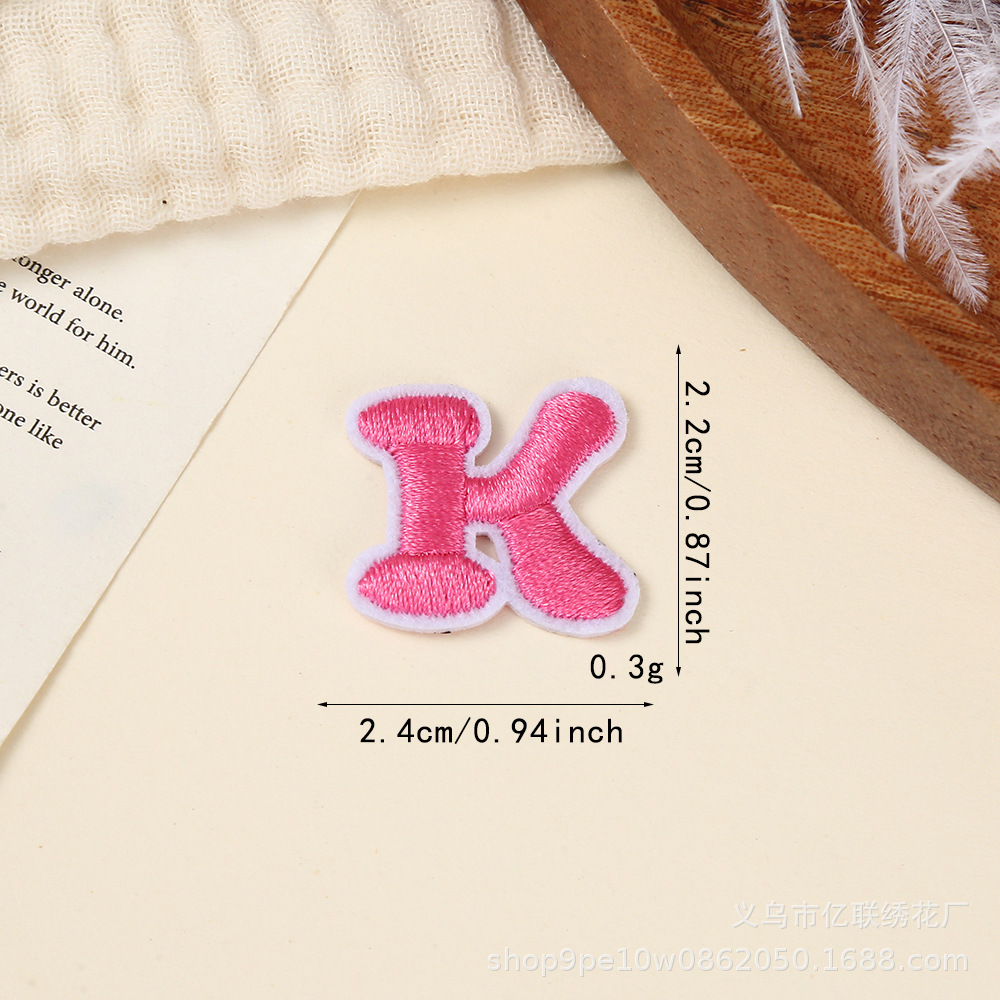 longer alone.
e world for him.
ers is better
one like
K
2.2cm/0.87inch
0.3g
2.4cm/0.94inch
义乌市亿联绣花厂
shop9pe10w0862050.1688.com